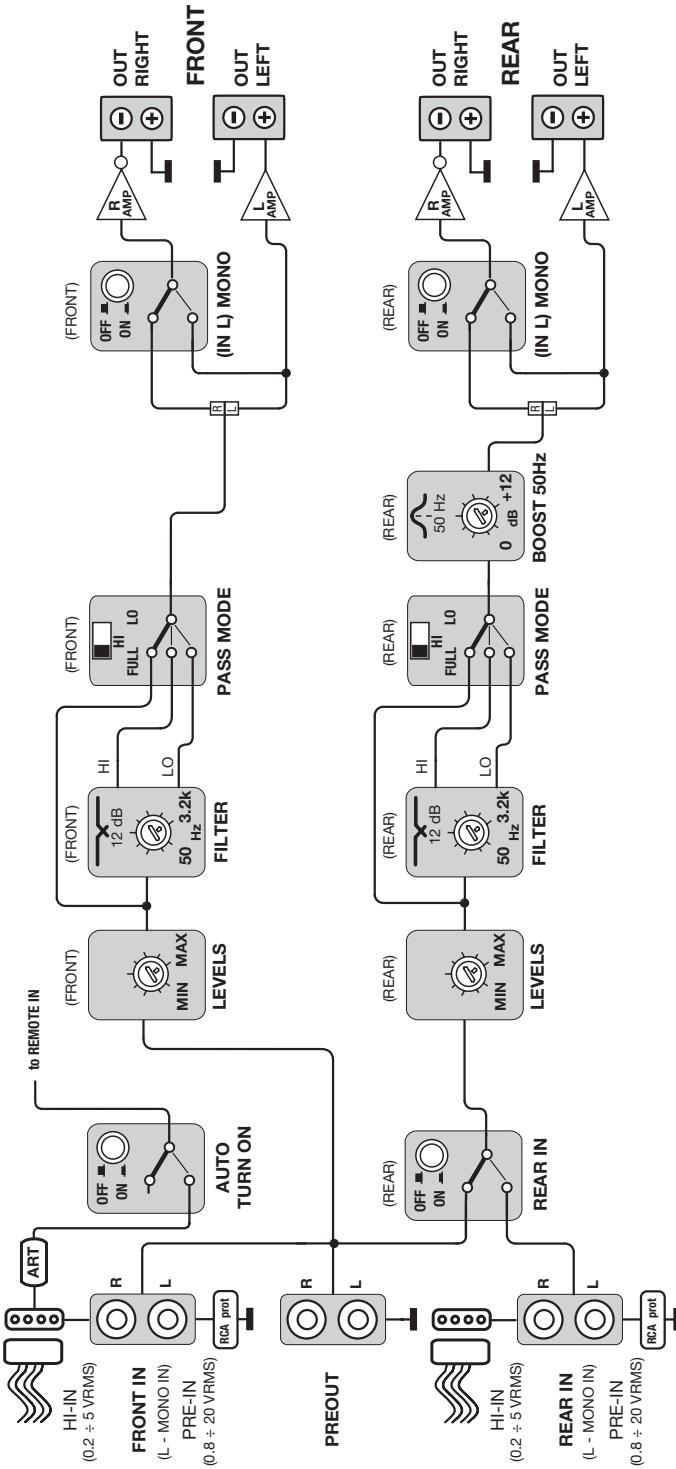 HI-IN
(0.2 ÷ 5 VRMS)
FRONT IN
(L - MONO IN)
PRE-IN
(0.8 ÷ 20 VRMS)
R
L
RCA prot
ART
OFF
ON
AUTO
TURN ON
to REMOTE IN
(FRONT)
MIN MAX
LEVELS
(FRONT)
12 dB
50 Hz 3.2k
FILTER
HI
LO
(FRONT)
FULL HI LO
PASS MODE
R
L
(FRONT)
OFF
ON
(IN L) MONO
R
AMP
L
AMP
OUT
RIGHT
FRONT
OUT
LEFT
PREOUT
R
L
HI-IN
(0.2 ÷ 5 VRMS)
REAR IN
(L - MONO IN)
PRE-IN
(0.8 ÷ 20 VRMS)
R
L
RCA prot
(REAR)
OFF
ON
REAR IN
(REAR)
MIN MAX
LEVELS
(REAR)
12 dB
50 Hz 3.2k
FILTER
HI
LO
(REAR)
FULL HI LO
PASS MODE
(REAR)
50 Hz
0 dB +12
BOOST 50Hz
R
L
(REAR)
OFF
ON
(IN L) MONO
R
AMP
L
AMP
OUT
RIGHT
REAR
OUT
LEFT